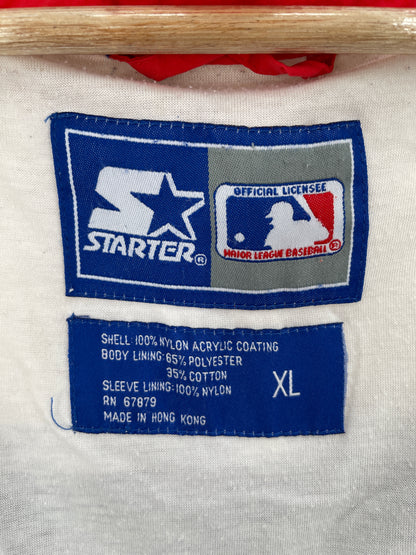 STARTER®
OFFICIAL LICENSEE
MAJOR LEAGUE BASEBALL
SHELL: 100% NYLON ACRYLIC COATING
BODY LINING: 65% POLYESTER
35% COTTON
SLEEVE LINING: 100% NYLON
RN 67879
MADE IN HONG KONG
XL